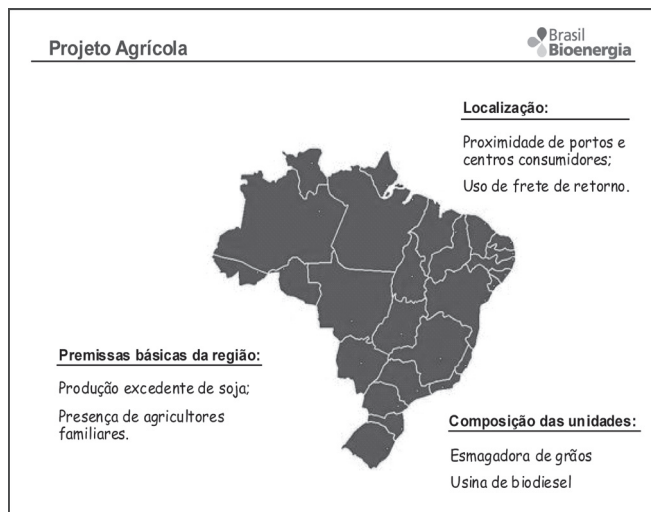 Projeto Agrícola
Brasil
Bioenergia
Localização:
Proximidade de portos e
centros consumidores;
Uso de frete de retorno.
Premissas básicas da região:
Produção excedente de soja;
Presença de agricultores
familiares.
Composição das unidades:
Esmagadora de grãos
Usina de biodiesel